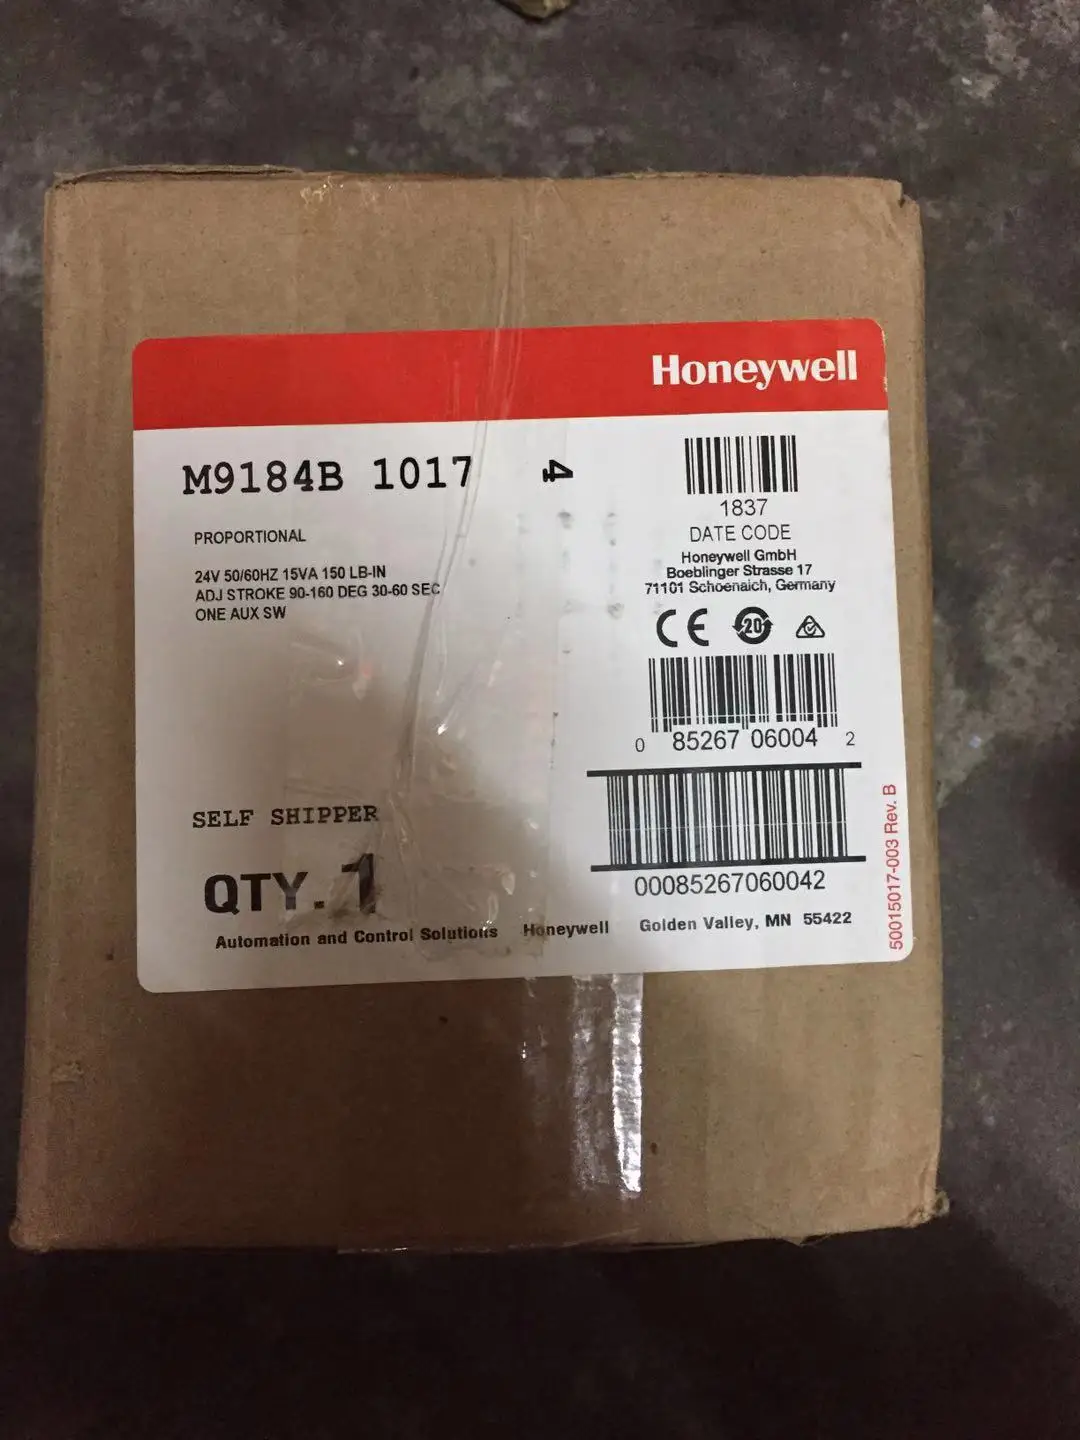 Honeywell
M9184B 1017 4
PROPORTIONAL
24V 50/60HZ 15VA 150 LB-IN
ADJ STROKE 90-160 DEG 30-60 SEC
ONE AUX SW
1837
DATE CODE
Honeywell GmbH
Boeblinger Strasse 17
71101 Schoenaich, Germany
CE 20
0 85267 06004 2
00085267060042
SELF SHIPPER
QTY. 1
Automation and Control Solutions Honeywell Golden Valley, MN 55422
50015017-003 Rev. B